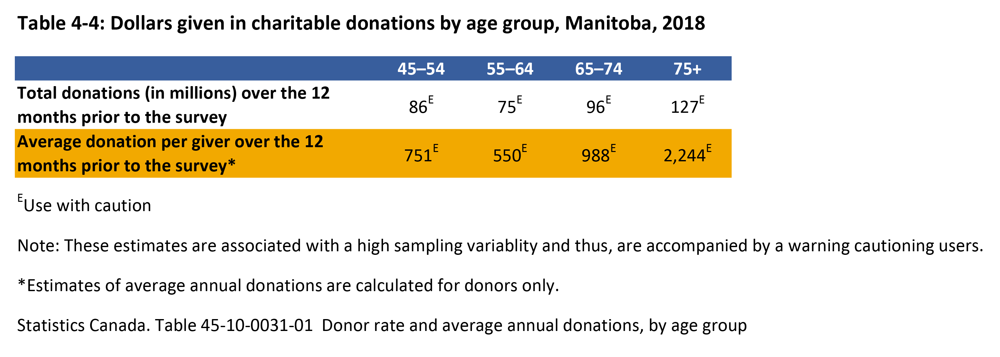 Table 4-4: Dollars given in charitable donations by age group, Manitoba, 2018
45–54 55–64 65–74 75+
Total donations (in millions) over the 12
months prior to the survey
86E 75E 96E 127E
Average donation per giver over the 12
months prior to the survey*
751E 550E 988E 2,244E
EUse with caution
Note: These estimates are associated with a high sampling variablity and thus, are accompanied by a warning cautioning users.
*Estimates of average annual donations are calculated for donors only.
Statistics Canada. Table 45-10-0031-01  Donor rate and average annual donations, by age group